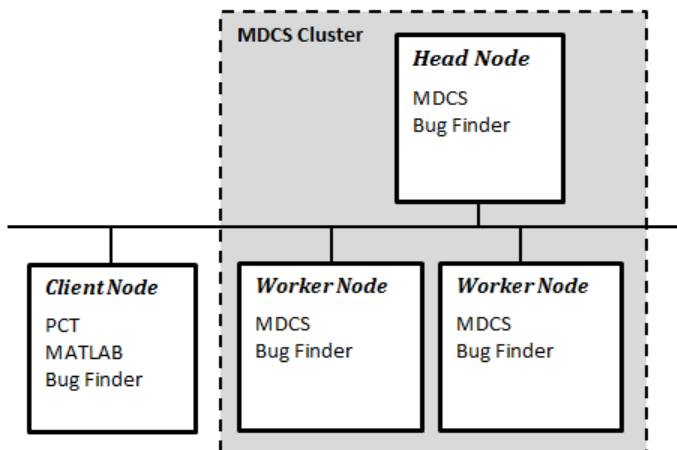 MDCS Cluster
Head Node
MDCS
Bug Finder
Client Node
PCT
MATLAB
Bug Finder
Worker Node
MDCS
Bug Finder
Worker Node
MDCS
Bug Finder